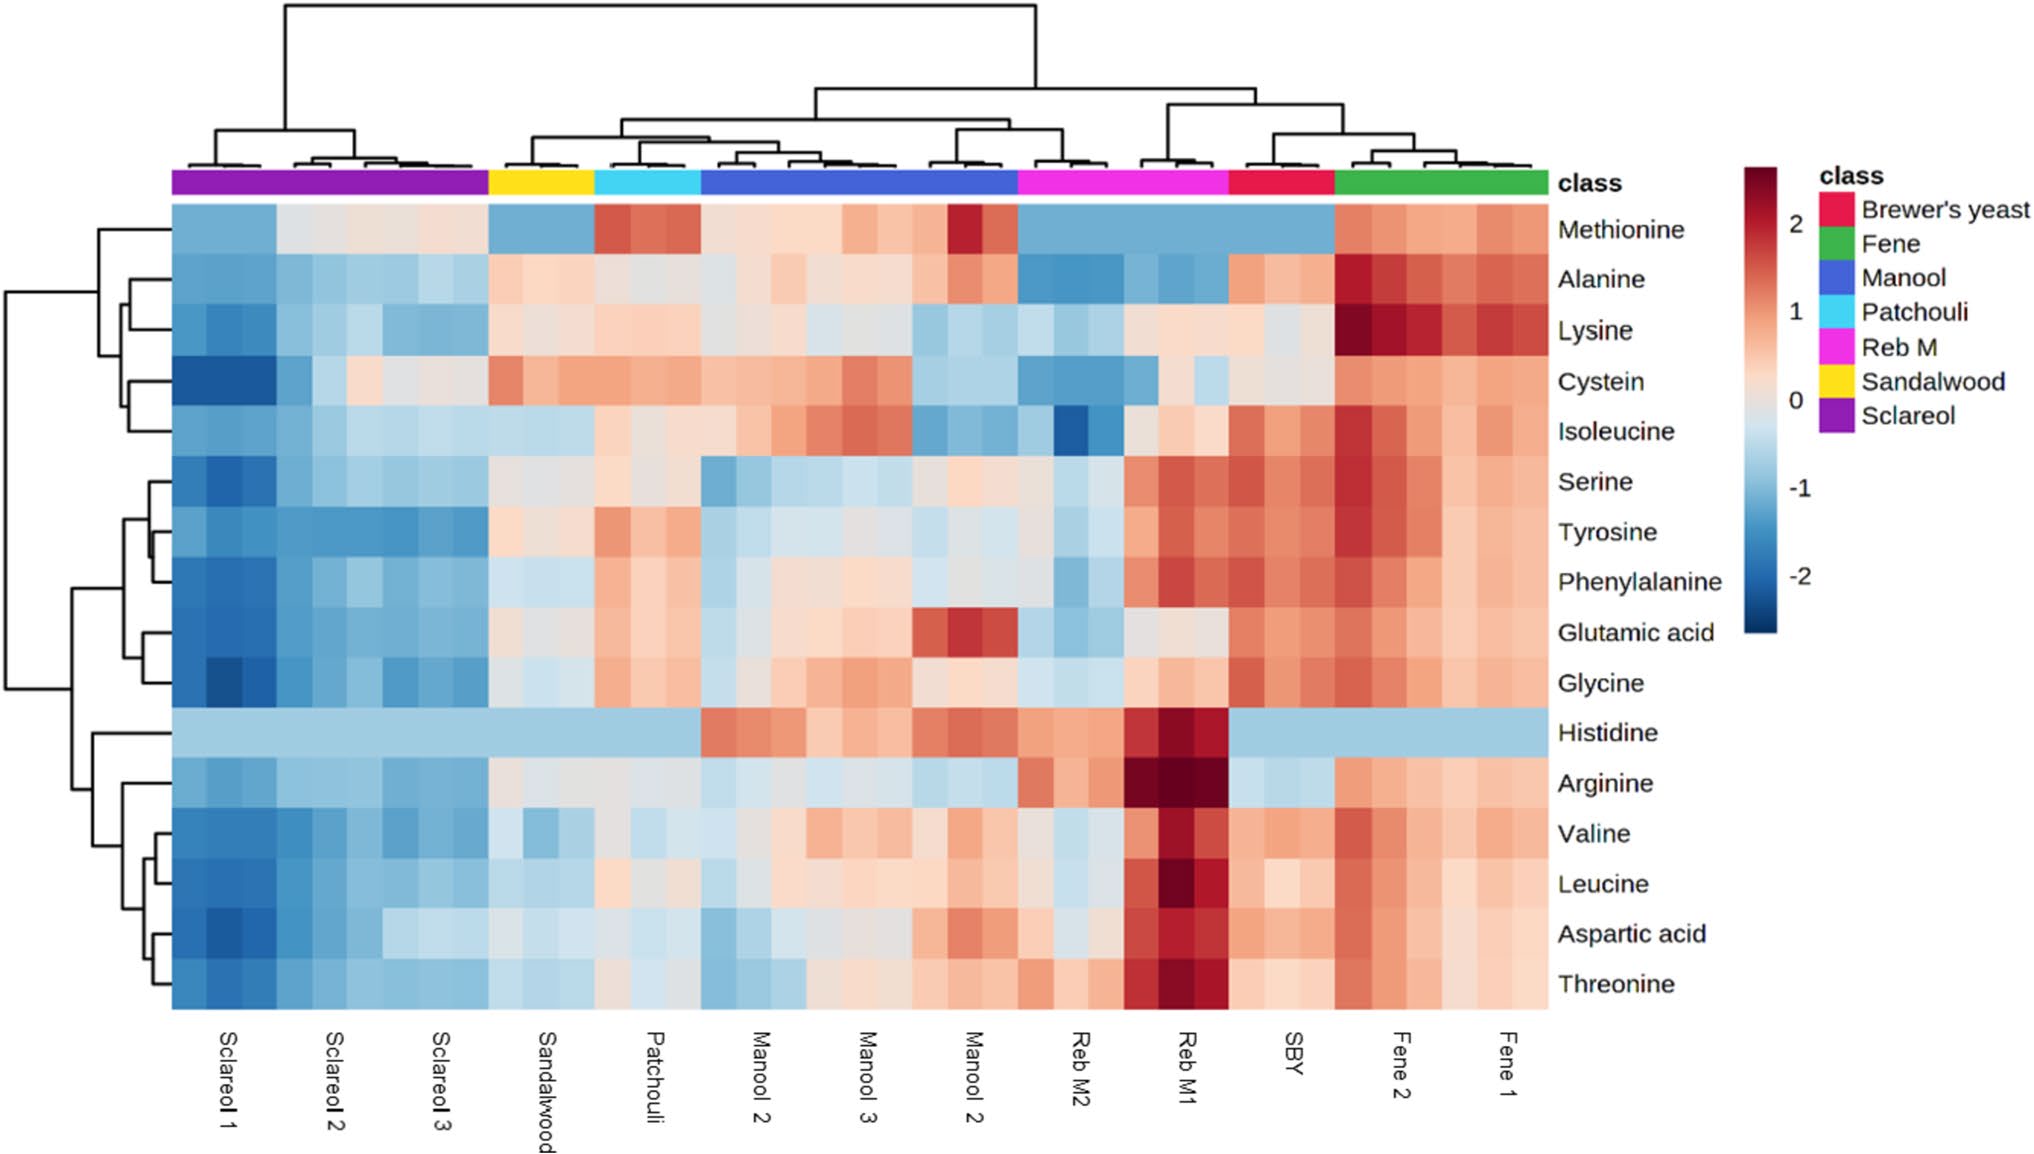 class
Methionine
Alanine
Lysine
Cystein
Isoleucine
Serine
Tyrosine
Phenylalanine
Glutamic acid
Glycine
Histidine
Arginine
Valine
Leucine
Aspartic acid
Threonine
Sclareol 1
Sclareol 2
Sclareol 3
Sandalwood
Patchouli
Manool 2
Manool 3
Manool 2
Reb M2
Reb M1
SBY
Fene 2
Fene 1
2
1
0
-1
-2
class
Brewer's yeast
Fene
Manool
Patchouli
Reb M
Sandalwood
Sclareol